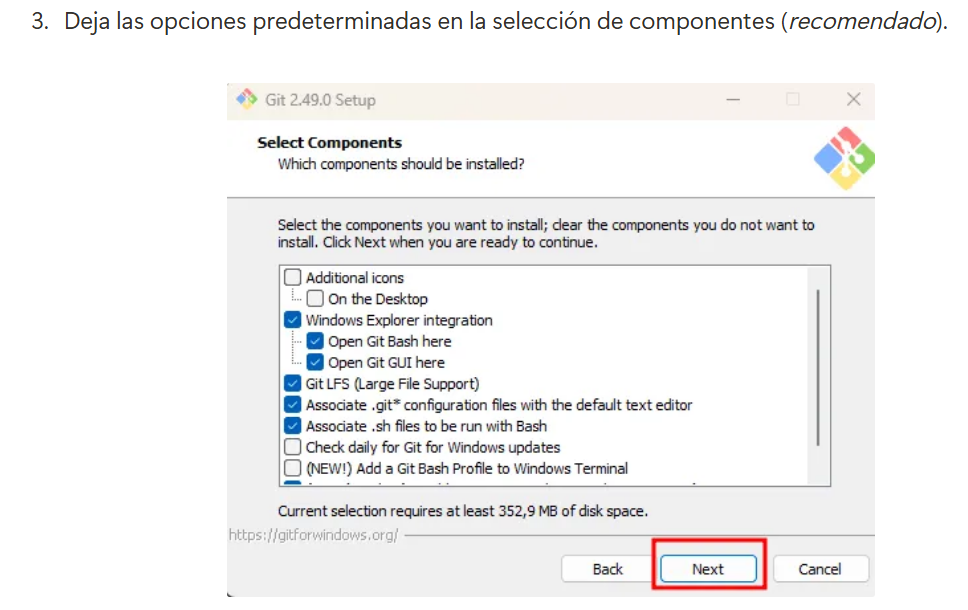 3. Deja las opciones predeterminadas en la selección de componentes (recomendado).
Git 2.49.0 Setup
Select Components
Which components should be installed?
Select the components you want to install; clear the components you do not want to
install. Click Next when you are ready to continue.
Additional icons
On the Desktop
Windows Explorer integration
Open Git Bash here
Open Git GUI here
Git LFS (Large File Support)
Associate .git* configuration files with the default text editor
Associate .sh files to be run with Bash
Check daily for Git for Windows updates
(NEW!) Add a Git Bash Profile to Windows Terminal
Current selection requires at least 352,9 MB of disk space.
https://gitforwindows.org/
Back Next Cancel